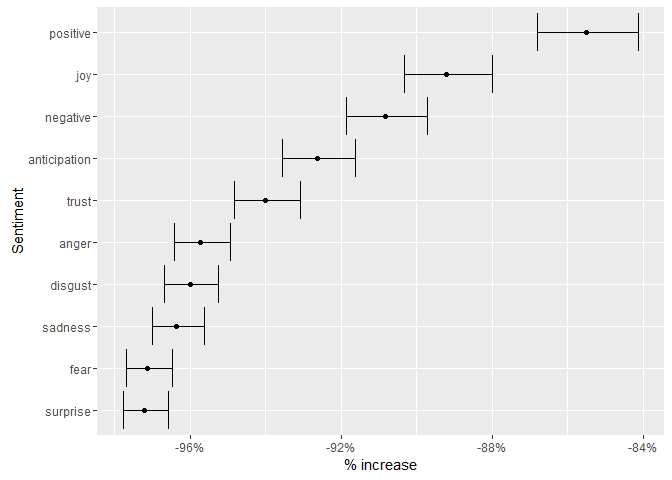 positive
joy
negative
anticipation
trust
anger
disgust
sadness
fear
surprise
Sentiment
-96% -92% -88% -84%
% increase